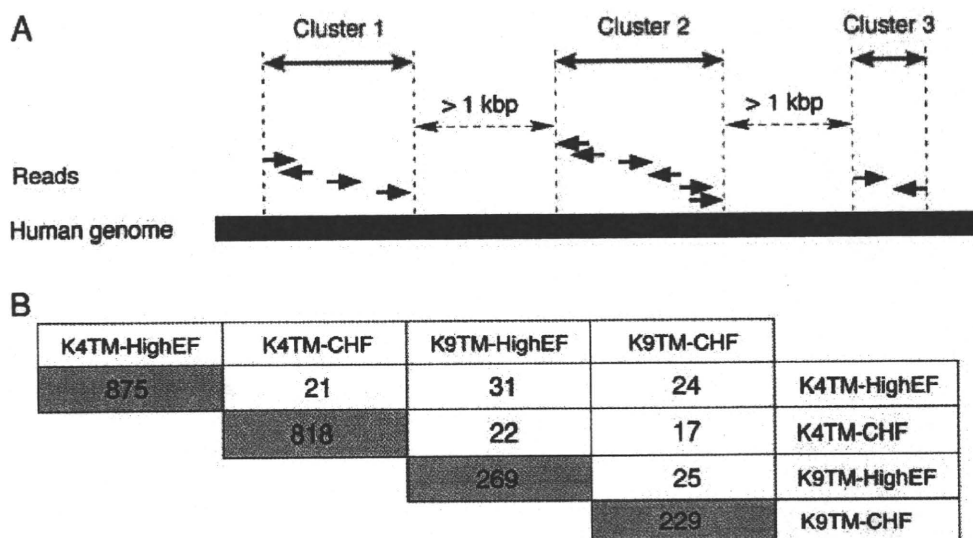 A
Cluster 1
Cluster 2
Cluster 3
> 1 kbp
> 1 kbp
Reads
Human genome
B
K4TM-HighEF K4TM-CHF K9TM-HighEF K9TM-CHF
875 21 31 24 K4TM-HighEF
818 22 17 K4TM-CHF
269 25 K9TM-HighEF
229 K9TM-CHF